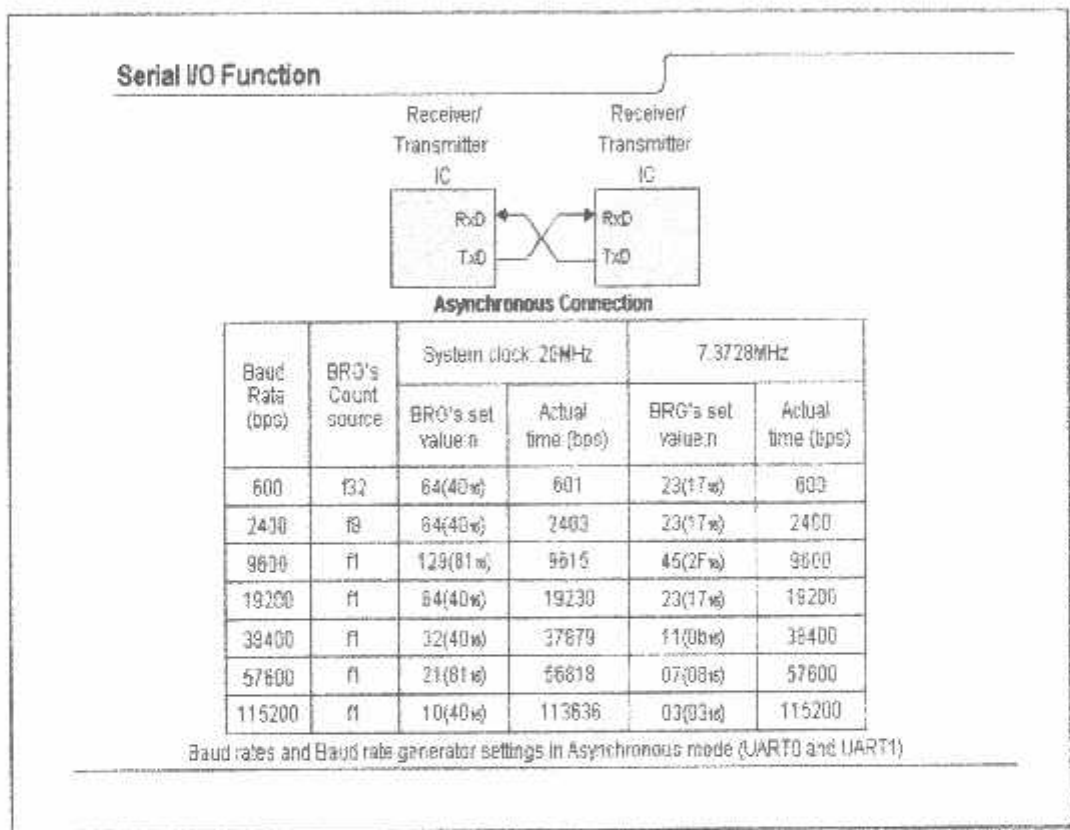 Serial I/O Function
Receiver/ Receiver/
Transmitter Transmitter
IC IC
RxD RxD
TxD TxD
Asynchronous Connection
Baud Rate (bps) BRG's Count source System clock: 20MHz 7.3728MHz
BRG's set value:n Actual time (bps) BRG's set value:n Actual time (bps)
600 f32 64(40₁₆) 601 23(17₁₆) 600
2400 f8 64(40₁₆) 2403 23(17₁₆) 2400
9600 f1 129(81₁₆) 9615 45(2F₁₆) 9600
19200 f1 64(40₁₆) 19230 23(17₁₆) 19200
38400 f1 32(40₁₆) 37879 11(0b₁₆) 38400
57600 f1 21(81₁₆) 56818 07(08₁₆) 57600
115200 f1 10(40₁₆) 113636 03(03₁₆) 115200
Baud rates and Baud rate generator settings in Asynchronous mode (UART0 and UART1)